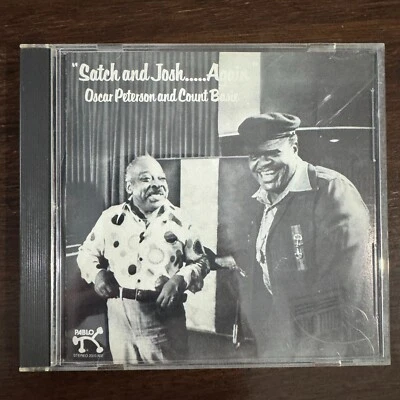 "Satch and Josh.....Again
Oscar Peterson and Count Basie
PABLO